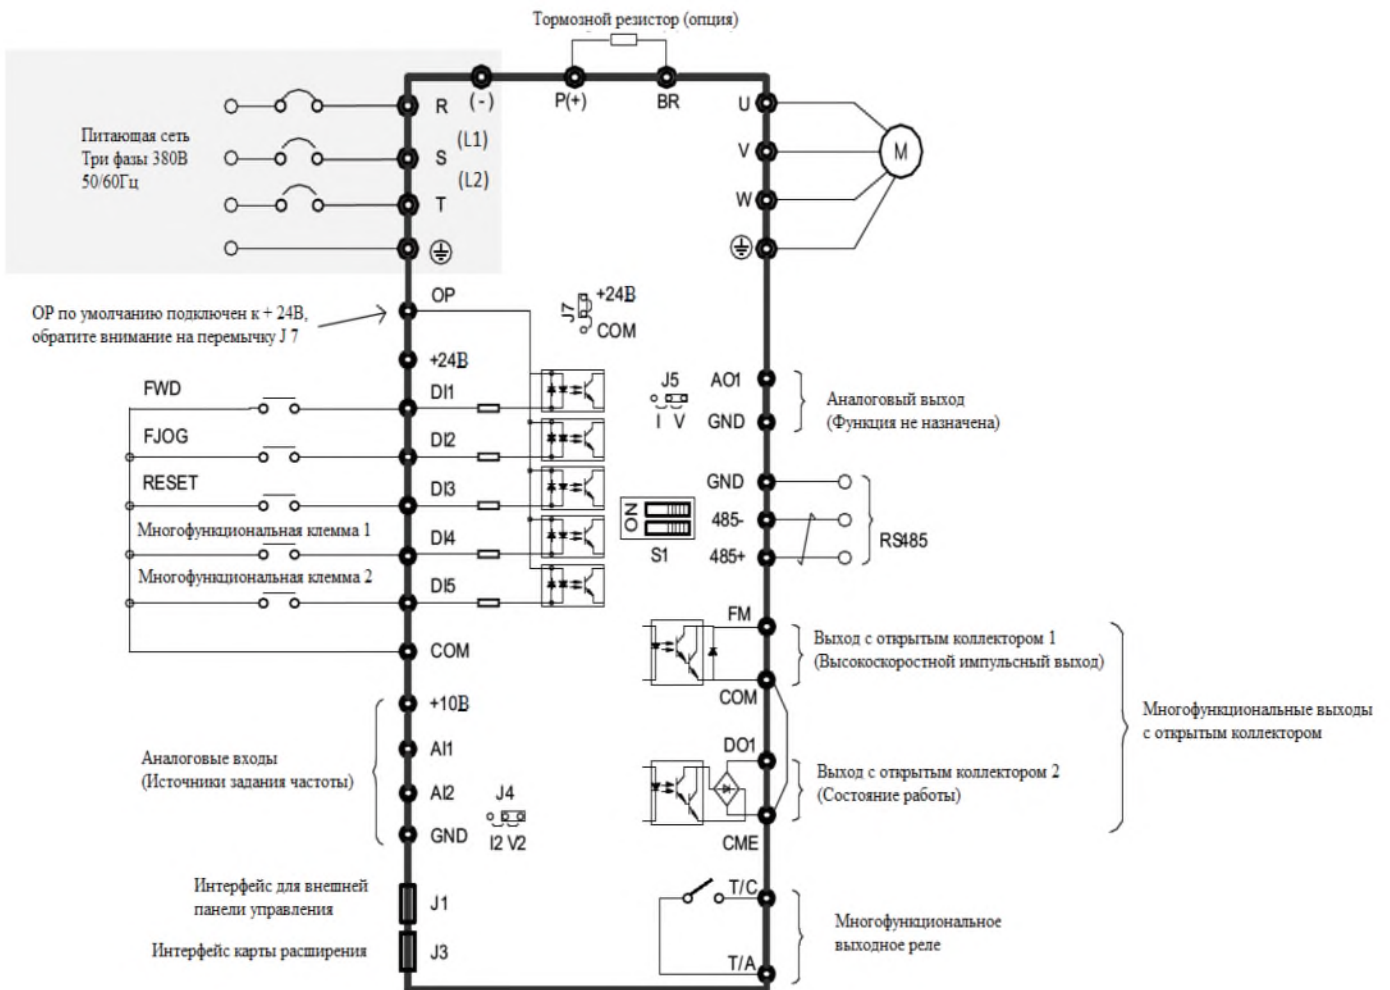 Тормозной резистор (опция)
(-)
P(+)
BR
R
(L1)
S
(L2)
T
U
V
W
M
Питающая сеть
Три фазы 380В
50/60Гц
OP
OP по умолчанию подключен к + 24В,
обратите внимание на перемычку J 7
J7
+24В
COM
+24В
FWD
DI1
FJOG
DI2
RESET
DI3
Многофункциональная клемма 1
DI4
Многофункциональная клемма 2
DI5
COM
J5
I V
AO1
GND
Аналоговый выход
(Функция не назначена)
ON
S1
GND
485-
485+
RS485
FM
COM
Выход с открытым коллектором 1
(Высокоскоростной импульсный выход)
DO1
CME
Выход с открытым коллектором 2
(Состояние работы)
Многофункциональные выходы
с открытым коллектором
+10В
AI1
AI2
GND
Аналоговые входы
(Источники задания частоты)
J4
I2 V2
Интерфейс для внешней
панели управления
J1
Интерфейс карты расширения
J3
T/C
T/A
Многофункциональное
выходное реле